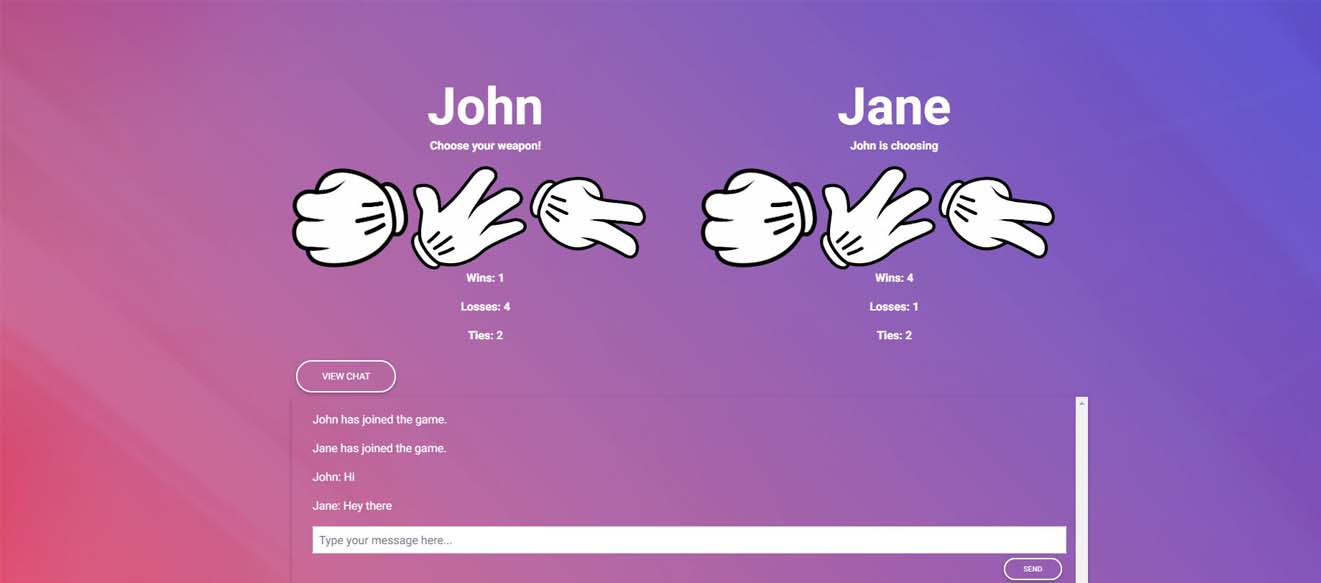 John
Choose your weapon!
Wins: 1
Losses: 4
Ties: 2
Jane
John is choosing
Wins: 4
Losses: 1
Ties: 2
VIEW CHAT
John has joined the game.
Jane has joined the game.
John: Hi
Jane: Hey there
Type your message here...
SEND